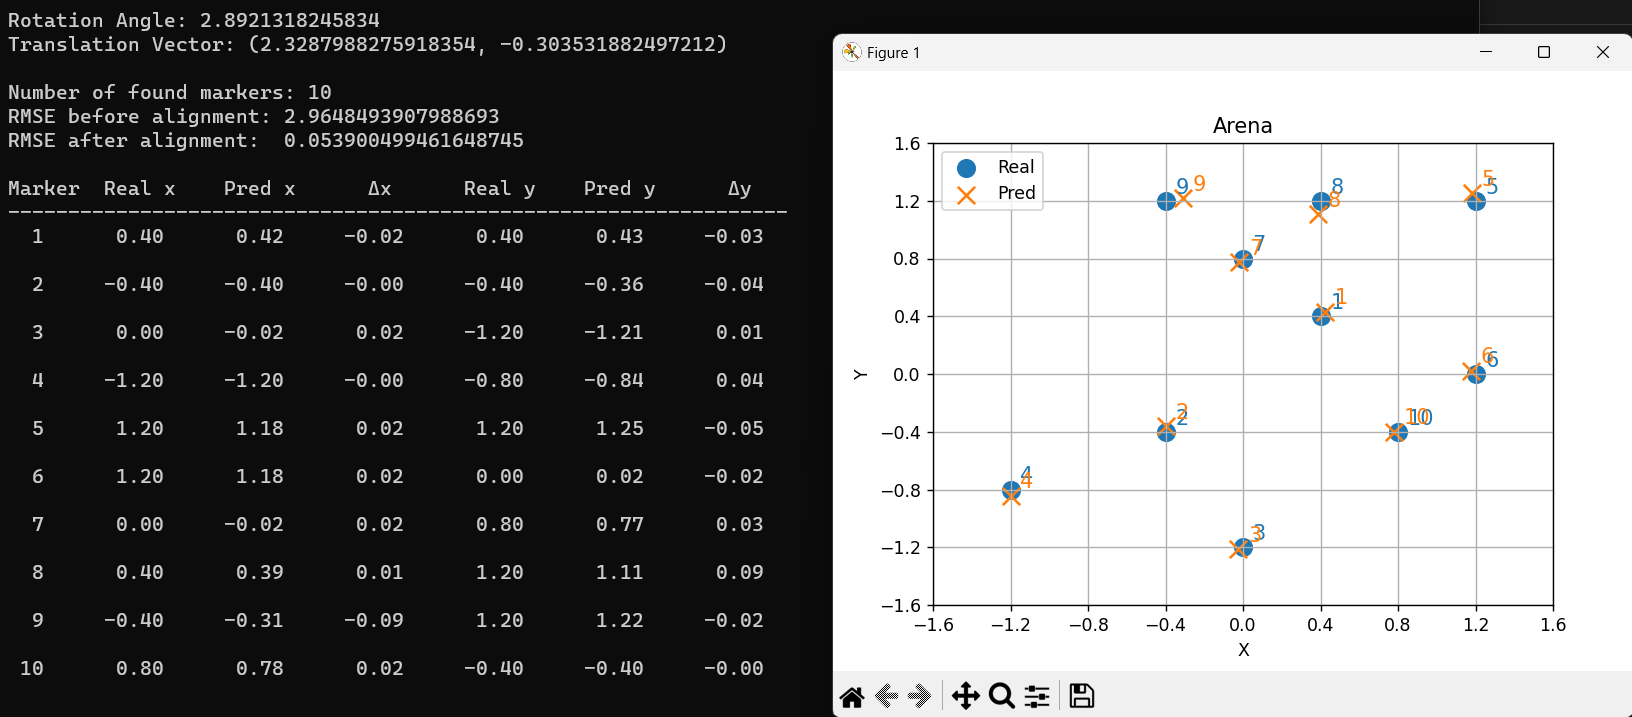 Rotation Angle: 2.8921318245834
Translation Vector: (2.3287988275918354, -0.303531882497212)
Number of found markers: 10
RMSE before alignment: 2.9648493907988693
RMSE after alignment:  0.053900499461648745
Marker  Real x    Pred x      Δx      Real y    Pred y      Δy
-----------------------------------------------------------------
1      0.40      0.42     -0.02      0.40      0.43     -0.03
2     -0.40     -0.40     -0.00     -0.40     -0.36     -0.04
3      0.00     -0.02      0.02     -1.20     -1.21      0.01
4     -1.20     -1.20     -0.00     -0.80     -0.84      0.04
5      1.20      1.18      0.02      1.20      1.25     -0.05
6      1.20      1.18      0.02      0.00      0.02     -0.02
7      0.00     -0.02      0.02      0.80      0.77      0.03
8      0.40      0.39      0.01      1.20      1.11      0.09
9     -0.40     -0.31     -0.09      1.20      1.22     -0.02
10      0.80      0.78      0.02     -0.40     -0.40     -0.00
Figure 1
Arena
Real
Pred
1.6
1.2
0.8
0.4
0.0
−0.4
−0.8
−1.2
−1.6
Y
9 9 8 5 5
8
7 7
1 1
6 6
2 2 10 10
4 4
3 3
−1.6 −1.2 −0.8 −0.4 0.0 0.4 0.8 1.2 1.6
X